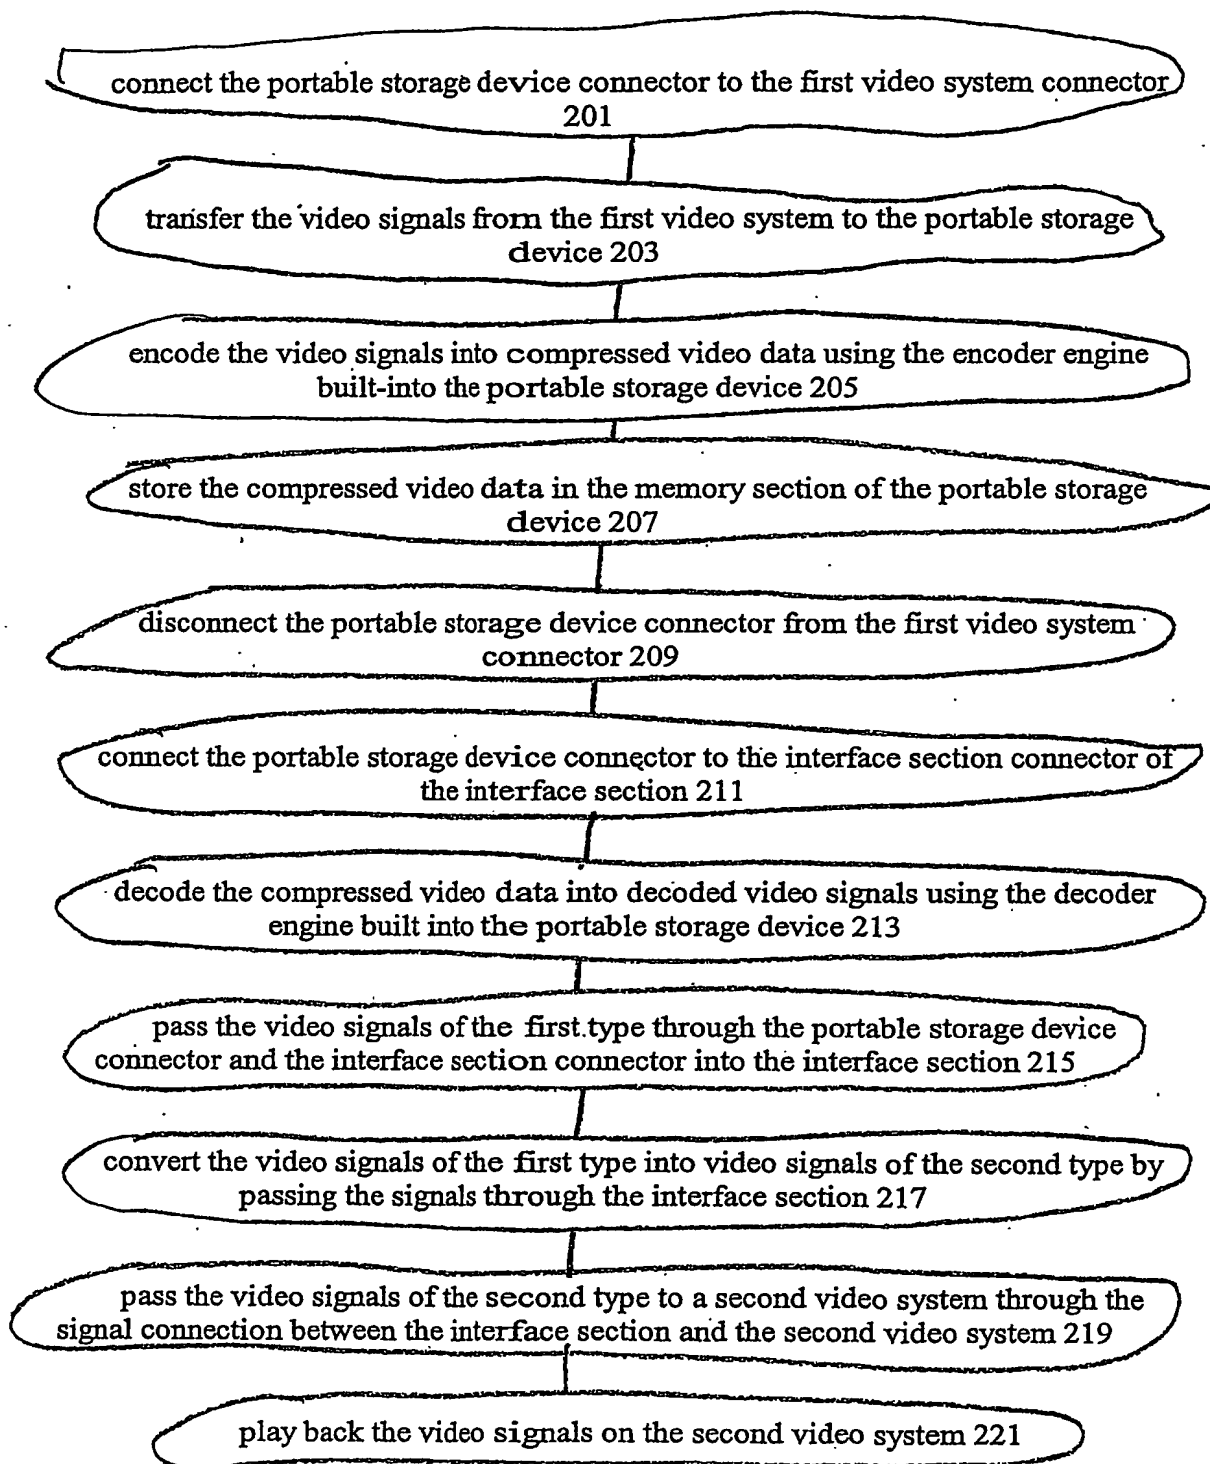 connect the portable storage device connector to the first video system connector
201
transfer the video signals from the first video system to the portable storage
device 203
encode the video signals into compressed video data using the encoder engine
built-into the portable storage device 205
store the compressed video data in the memory section of the portable storage
device 207
disconnect the portable storage device connector from the first video system
connector 209
connect the portable storage device connector to the interface section connector of
the interface section 211
decode the compressed video data into decoded video signals using the decoder
engine built into the portable storage device 213
pass the video signals of the first type through the portable storage device
connector and the interface section connector into the interface section 215
convert the video signals of the first type into video signals of the second type by
passing the signals through the interface section 217
pass the video signals of the second type to a second video system through the
signal connection between the interface section and the second video system 219
play back the video signals on the second video system 221